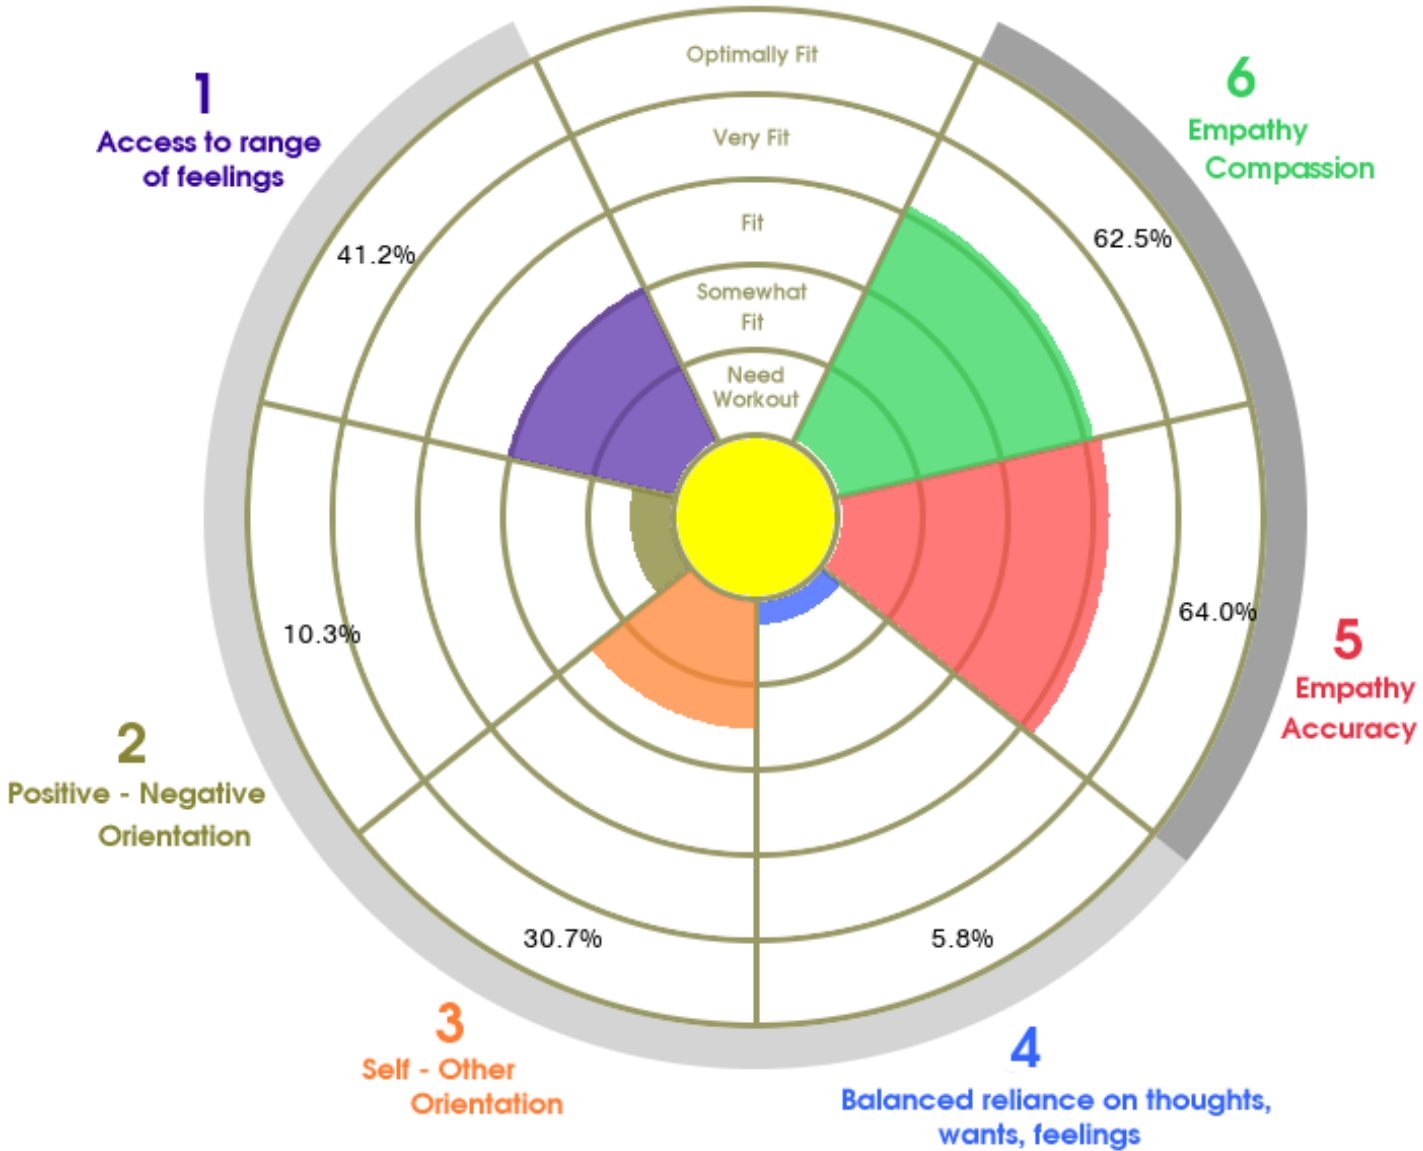 Optimally Fit
Very Fit
Fit
Somewhat
Fit
Need
Workout
1
Access to range
of feelings
41.2%
6
Empathy
Compassion
62.5%
10.3%
64.0%
5
Empathy
Accuracy
2
Positive - Negative
Orientation
30.7%
5.8%
3
Self - Other
Orientation
4
Balanced reliance on thoughts,
wants, feelings